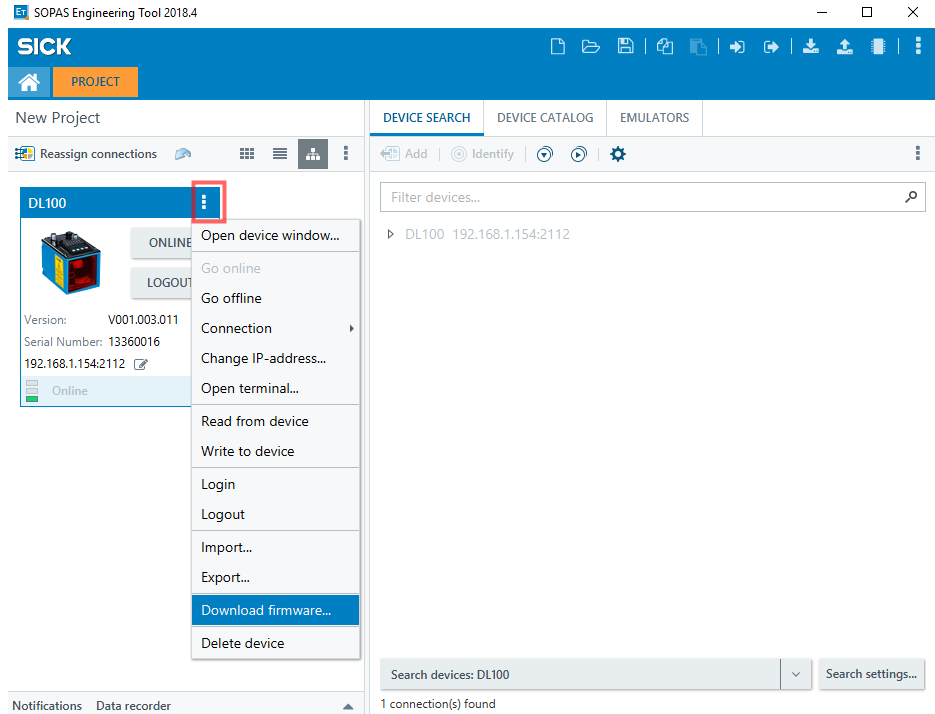 ET SOPAS Engineering Tool 2018.4
SICK
PROJECT
New Project
Reassign connections
DL100
ONLINE
LOGOUT
Version: V001.003.011
Serial Number: 13360016
192.168.1.154:2112
Online
Open device window...
Go online
Go offline
Connection
Change IP-address...
Open terminal...
Read from device
Write to device
Login
Logout
Import...
Export...
Download firmware...
Delete device
Notifications Data recorder
DEVICE SEARCH DEVICE CATALOG EMULATORS
Add Identify
Filter devices...
DL100 192.168.1.154:2112
Search devices: DL100 Search settings...
1 connection(s) found